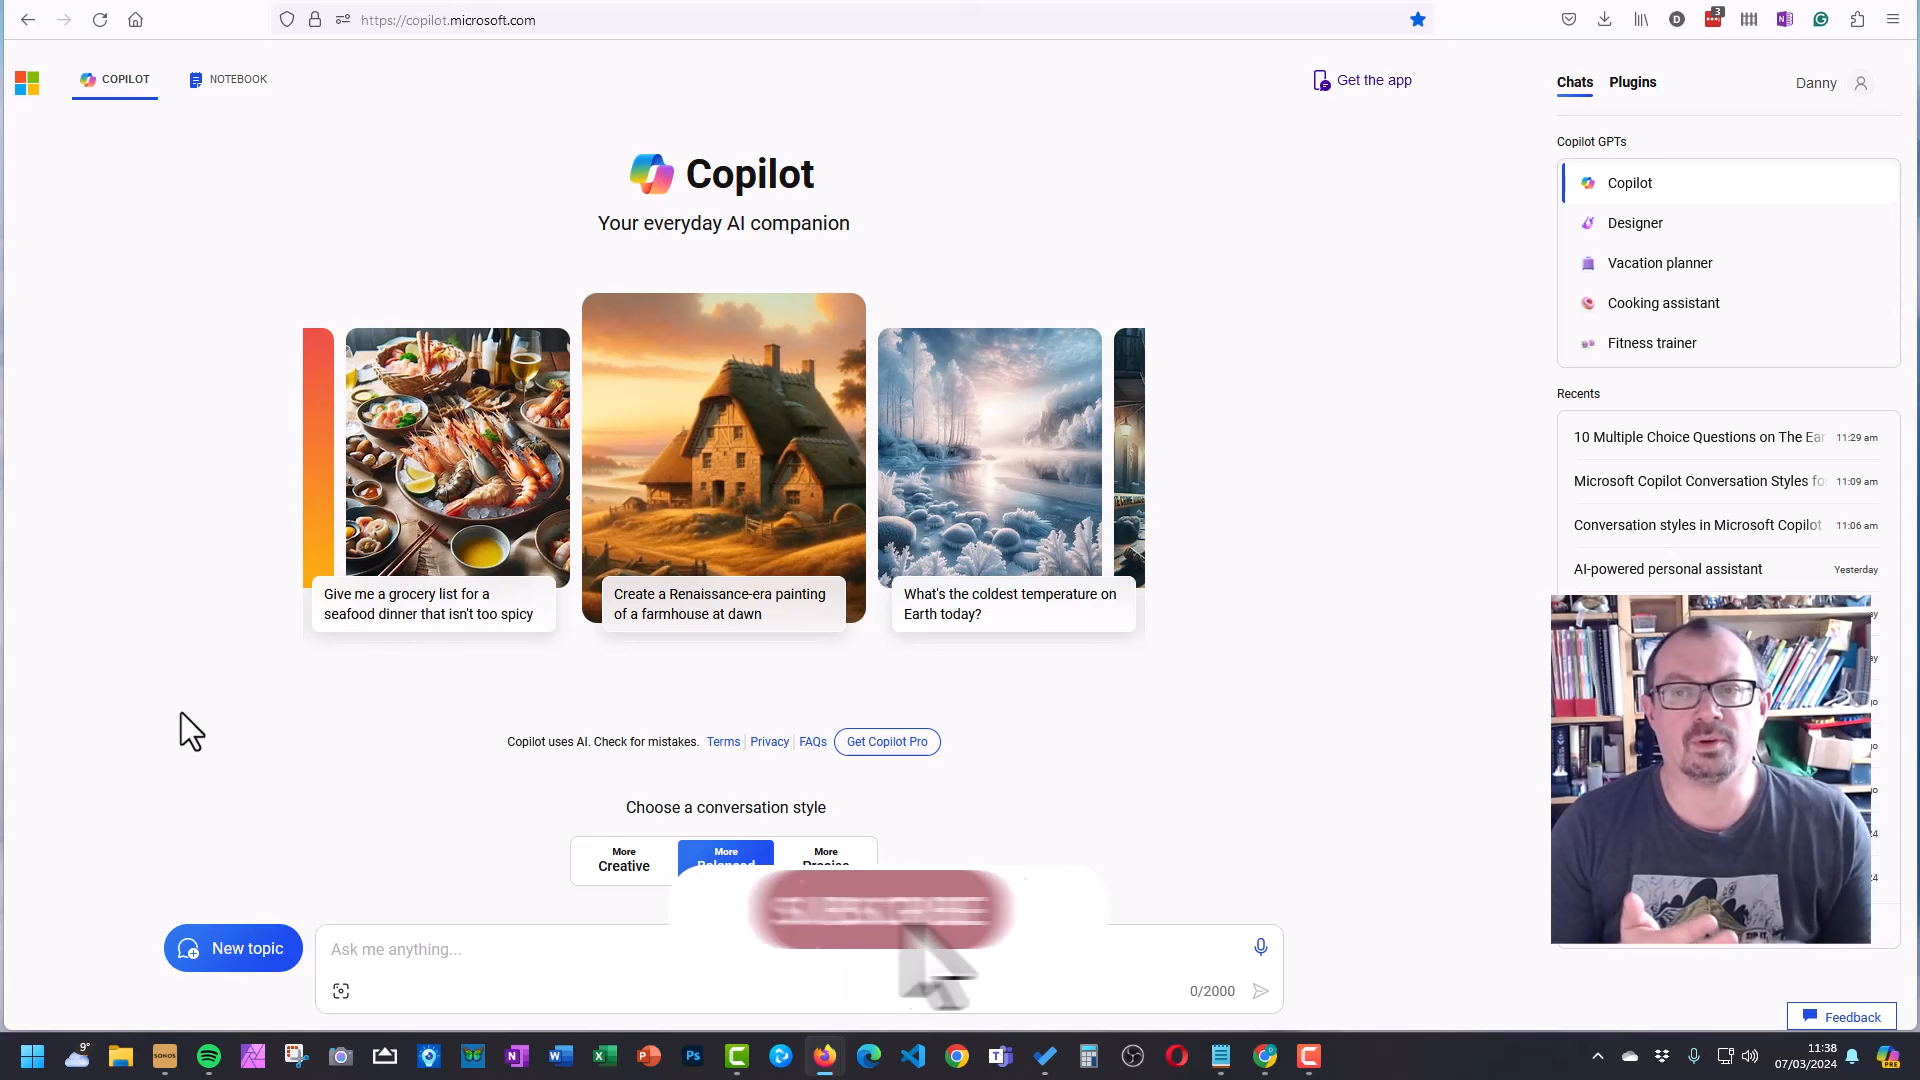 https://copilot.microsoft.com
3
COPILOT
NOTEBOOK
Get the app
Chats
Plugins
Danny
Copilot
Your everyday AI companion
Copilot GPTs
Copilot
Designer
Vacation planner
Cooking assistant
Fitness trainer
Recents
10 Multiple Choice Questions on The Ear 11:29 am
Microsoft Copilot Conversation Styles fo 11:09 am
Conversation styles in Microsoft Copilot 11:06 am
AI-powered personal assistant Yesterday
Give me a grocery list for a
seafood dinner that isn't too spicy
Create a Renaissance-era painting
of a farmhouse at dawn
What's the coldest temperature on
Earth today?
Copilot uses AI. Check for mistakes. Terms Privacy FAQs Get Copilot Pro
Choose a conversation style
More
Creative
More
Balanced
More
Precise
New topic
Ask me anything...
0/2000
Feedback
9°
SONOS
11:38
07/03/2024
PRE